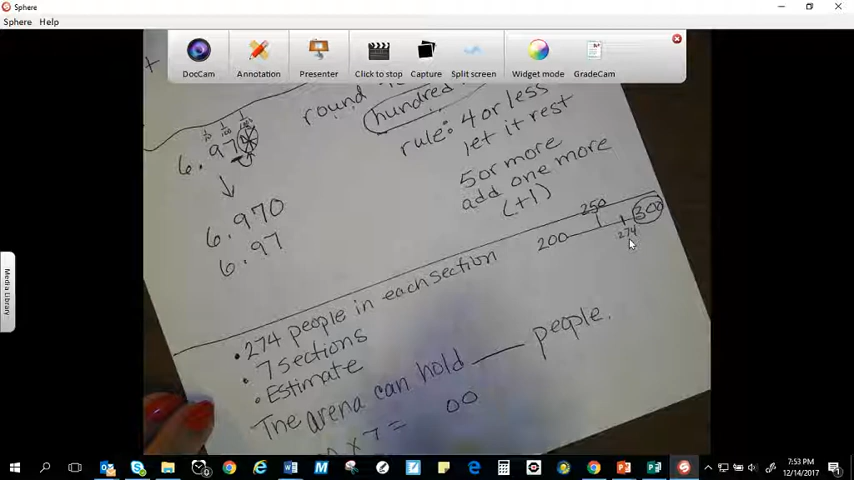 Sphere
Sphere Help
DocCam
Annotation
Presenter
Click to stop
Capture
Split screen
Widget mode
GradeCam
Media Library
round
hundred
rule: 4 or less
let it rest
5 or more
add one more
(+1)
6.970
6.97
200
250
274
300
• 274 people in each section
• 7 sections
• Estimate
The arena can hold ___ people.
x 7 = 00
7:53 PM
12/14/2017